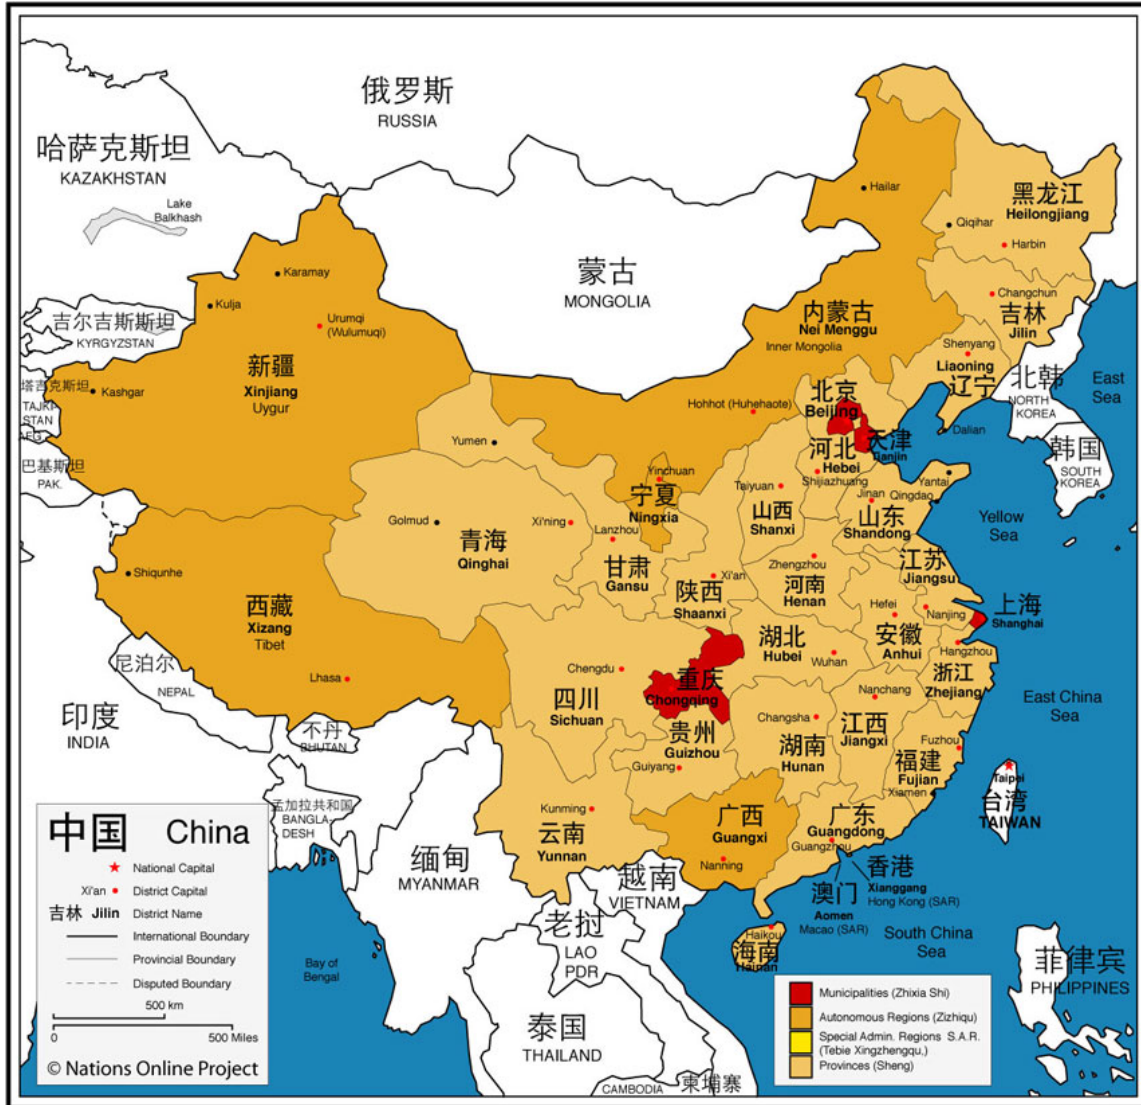 俄罗斯
RUSSIA
哈萨克斯坦
KAZAKHSTAN
Lake
Balkhash
蒙古
MONGOLIA
Hailar
黑龙江
Heilongjiang
Qiqihar
Harbin
Changchun
吉林
Jilin
内蒙古
Nei Menggu
Inner Mongolia
Shenyang
Liaoning
辽宁
Karamay
Kulja
Urumqi
(Wulumuqi)
吉尔吉斯斯坦
KYRGYZSTAN
新疆
Xinjiang
Uygur
塔吉克斯坦
Kashgar
TAJKI-
STAN
AFG.
巴基斯坦
PAK.
北韩
NORTH
KOREA
East
Sea
韩国
SOUTH
KOREA
北京
Beijing
天津
Tianjin
Dalian
Hohhot (Huhehaote)
河北
Hebei
Shijiazhuang
Yumen
Yinchuan
宁夏
Ningxia
Taiyuan
山西
Shanxi
Jinan
Qingdao
Yantai
山东
Shandong
Yellow
Sea
Golmud
Xi'ning
青海
Qinghai
Lanzhou
甘肃
Gansu
Xi'an
陕西
Shaanxi
Zhengzhou
河南
Henan
江苏
Jiangsu
Shiqunhe
西藏
Xizang
Tibet
Lhasa
Hefei
安徽
Anhui
Nanjing
上海
Shanghai
Hangzhou
浙江
Zhejiang
湖北
Hubei
Wuhan
Chengdu
四川
Sichuan
重庆
Chongqing
East China
Sea
尼泊尔
NEPAL
印度
INDIA
不丹
BHUTAN
贵州
Guizhou
Guiyang
Changsha
湖南
Hunan
Nanchang
江西
Jiangxi
Fuzhou
福建
Fujian
Xiamen
Taipei
台湾
TAIWAN
孟加拉共和国
BANGLA-
DESH
缅甸
MYANMAR
Kunming
云南
Yunnan
广西
Guangxi
Nanning
广东
Guangdong
Guangzhou
香港
Xianggang
Hong Kong (SAR)
澳门
Aomen
Macao (SAR)
越南
VIETNAM
老挝
LAO
PDR
Haikou
海南
Hainan
South China
Sea
菲律宾
PHILIPPINES
Bay of
Bengal
泰国
THAILAND
CAMBODIA
柬埔寨
中国 China
National Capital
Xi'an District Capital
吉林 Jilin District Name
International Boundary
Provincial Boundary
Disputed Boundary
500 km
0 500 Miles
© Nations Online Project
Municipalities (Zhixia Shi)
Autonomous Regions (Zizhiqu)
Special Admin. Regions S.A.R.
(Tebie Xingzhengqu,)
Provinces (Sheng)